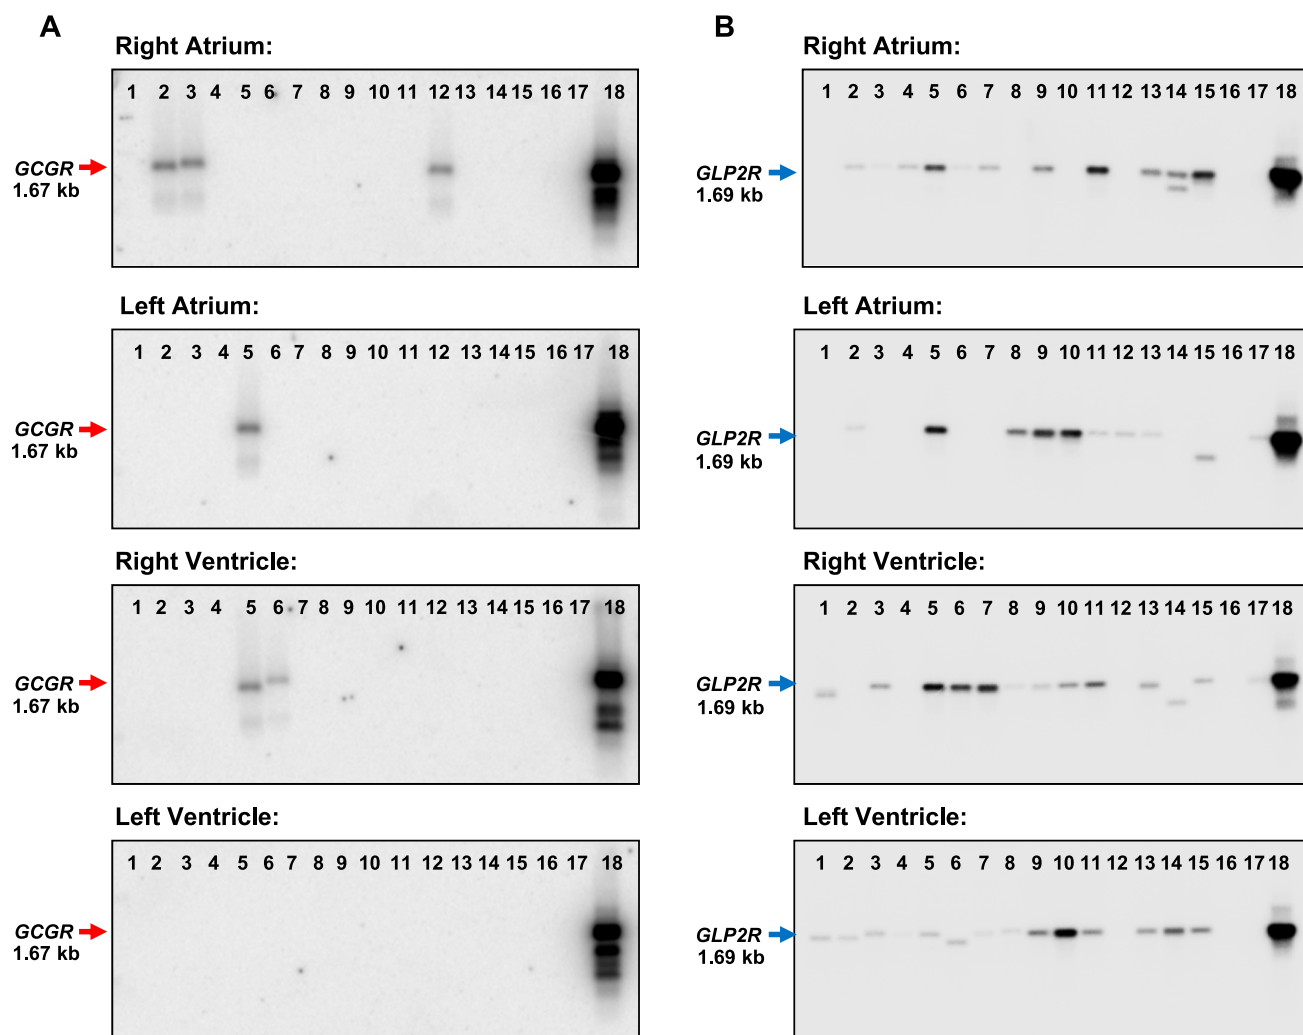 A
Right Atrium:
1 2 3 4 5 6 7 8 9 10 11 12 13 14 15 16 17 18
GCGR
1.67 kb
Left Atrium:
1 2 3 4 5 6 7 8 9 10 11 12 13 14 15 16 17 18
GCGR
1.67 kb
Right Ventricle:
1 2 3 4 5 6 7 8 9 10 11 12 13 14 15 16 17 18
GCGR
1.67 kb
Left Ventricle:
1 2 3 4 5 6 7 8 9 10 11 12 13 14 15 16 17 18
GCGR
1.67 kb
B
Right Atrium:
1 2 3 4 5 6 7 8 9 10 11 12 13 14 15 16 17 18
GLP2R
1.69 kb
Left Atrium:
1 2 3 4 5 6 7 8 9 10 11 12 13 14 15 16 17 18
GLP2R
1.69 kb
Right Ventricle:
1 2 3 4 5 6 7 8 9 10 11 12 13 14 15 16 17 18
GLP2R
1.69 kb
Left Ventricle:
1 2 3 4 5 6 7 8 9 10 11 12 13 14 15 16 17 18
GLP2R
1.69 kb